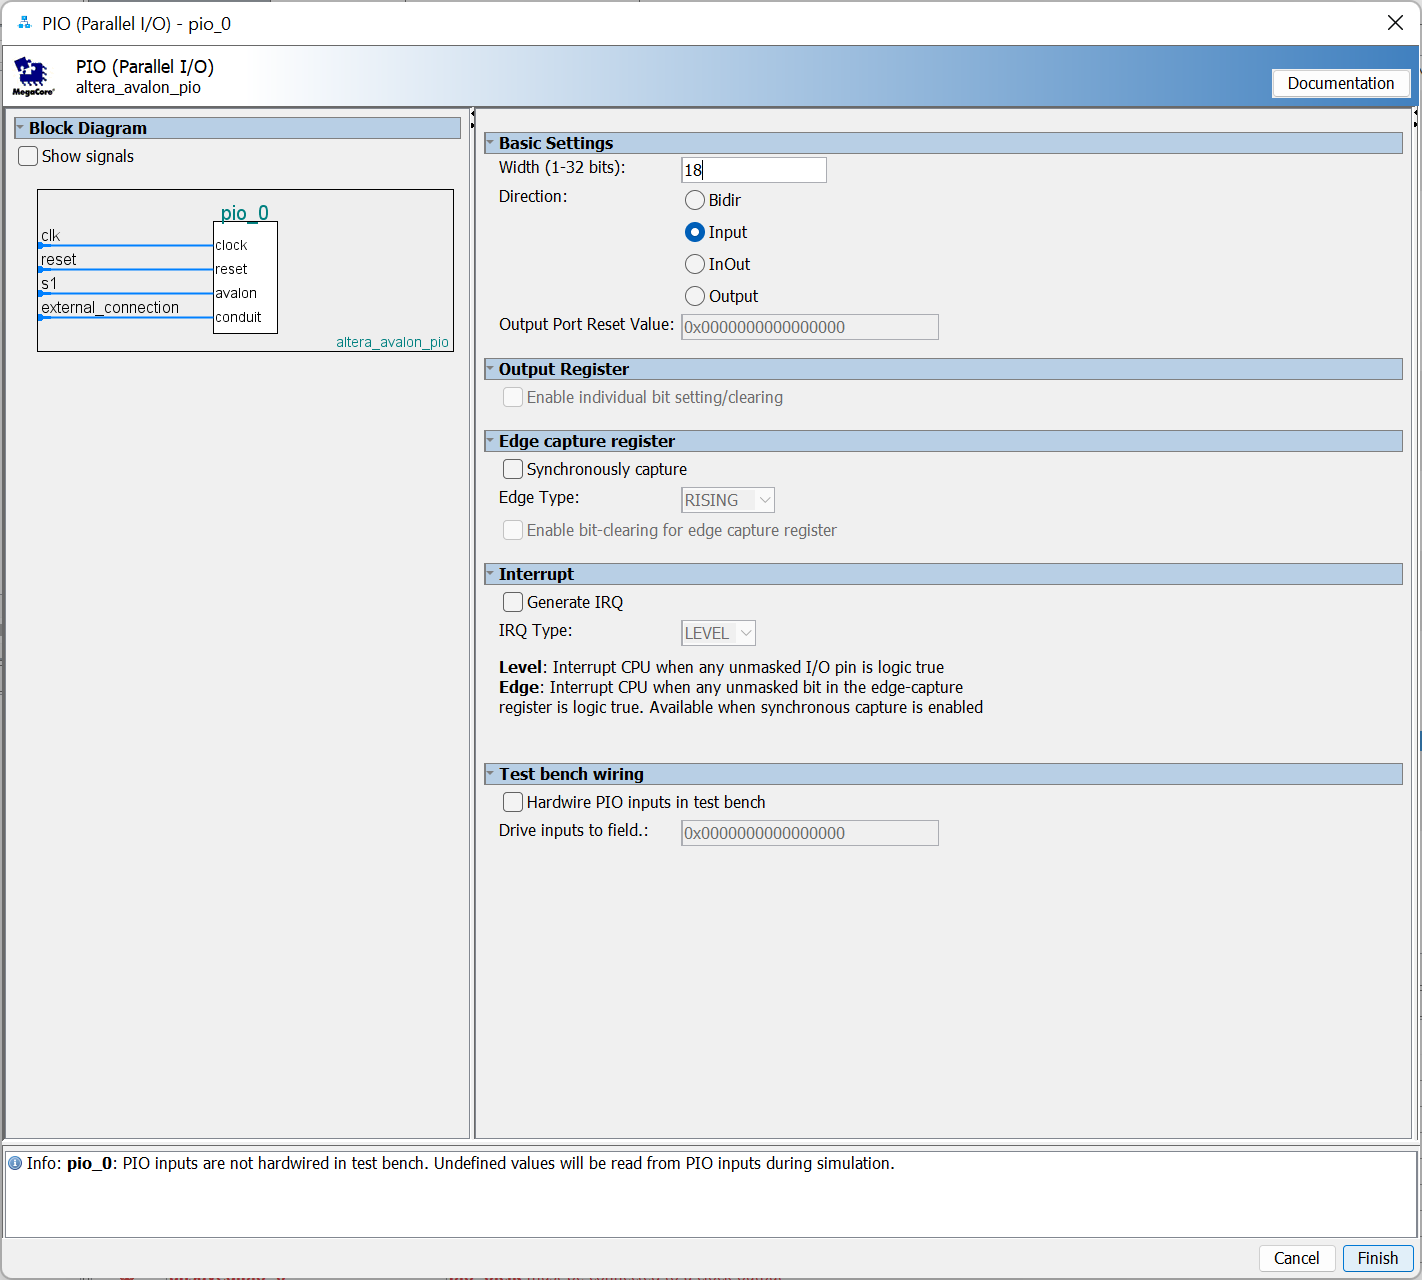 PIO (Parallel I/O) - pio_0
PIO (Parallel I/O)
altera_avalon_pio
MegaCore
Documentation
Block Diagram
Show signals
pio_0
clk
clock
reset
reset
s1
avalon
external_connection
conduit
altera_avalon_pio
Basic Settings
Width (1-32 bits): 18
Direction:
Bidir
Input
InOut
Output
Output Port Reset Value: 0x0000000000000000
Output Register
Enable individual bit setting/clearing
Edge capture register
Synchronously capture
Edge Type: RISING
Enable bit-clearing for edge capture register
Interrupt
Generate IRQ
IRQ Type: LEVEL
Level: Interrupt CPU when any unmasked I/O pin is logic true
Edge: Interrupt CPU when any unmasked bit in the edge-capture
register is logic true. Available when synchronous capture is enabled
Test bench wiring
Hardwire PIO inputs in test bench
Drive inputs to field.: 0x0000000000000000
Info: pio_0: PIO inputs are not hardwired in test bench. Undefined values will be read from PIO inputs during simulation.
Cancel
Finish